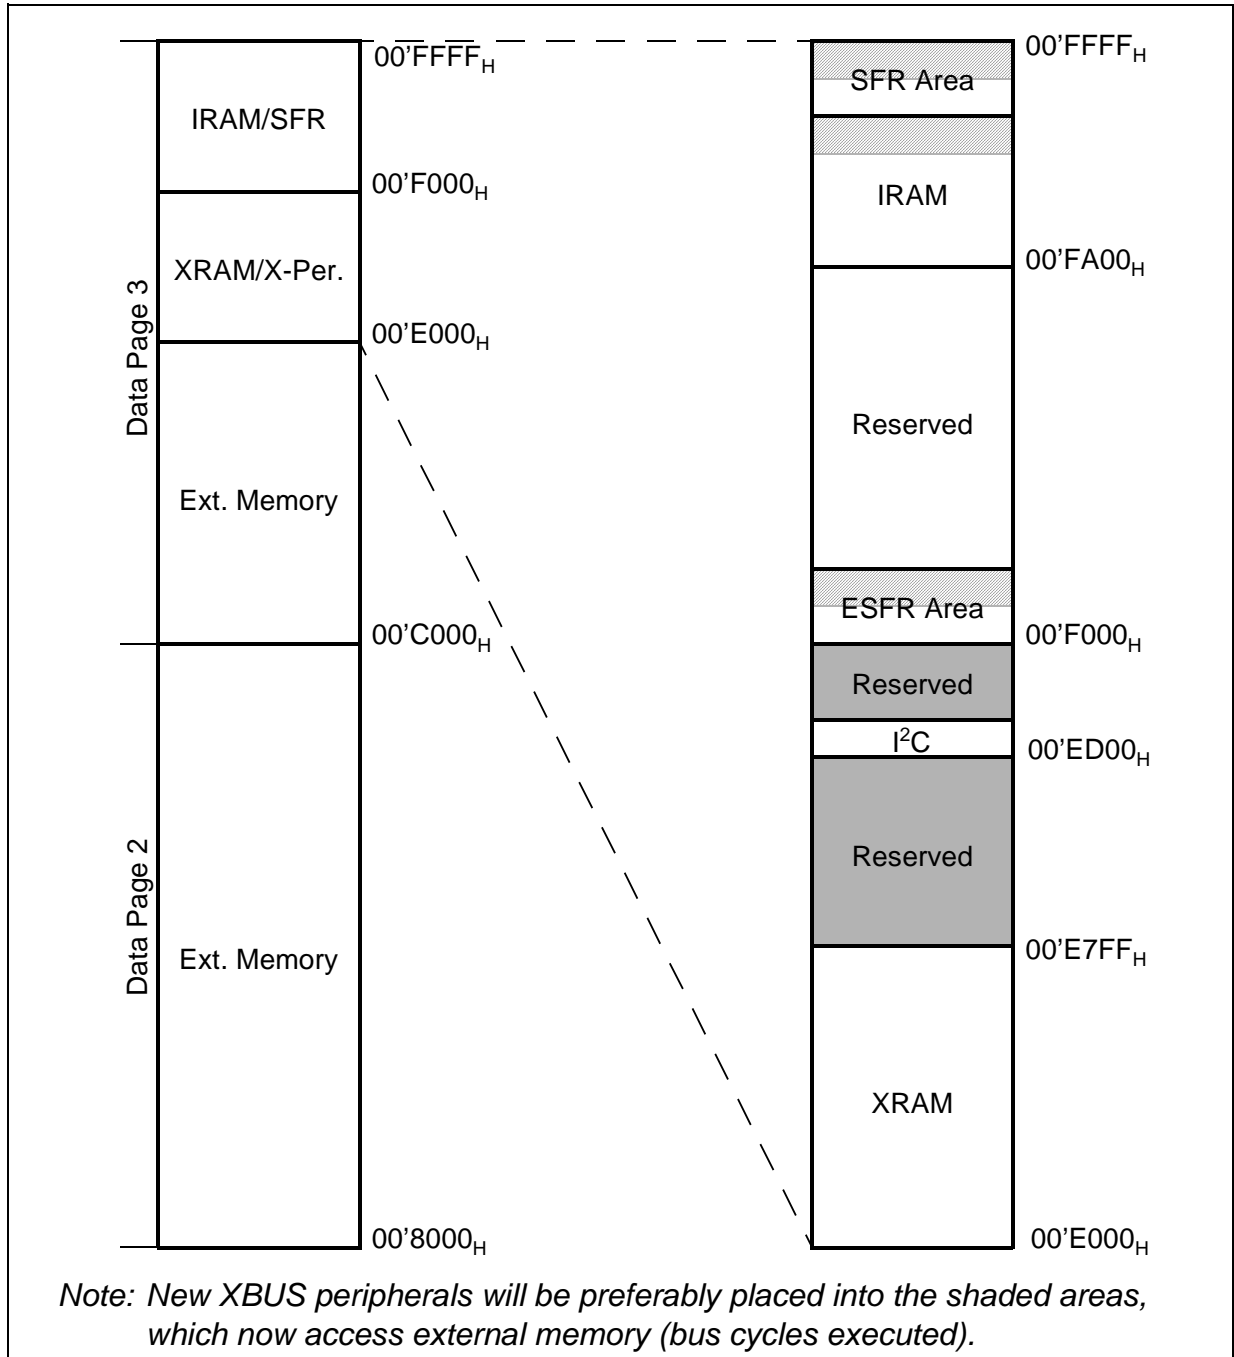 00’FFFFH
IRAM/SFR
00’F000H
XRAM/X-Per.
00’E000H
Data Page 3
Ext. Memory
00’C000H
Data Page 2
Ext. Memory
00’8000H
00’FFFFH
SFR Area
IRAM
00’FA00H
Reserved
ESFR Area
00’F000H
Reserved
I²C
00’ED00H
Reserved
00’E7FFH
XRAM
00’E000H
Note: New XBUS peripherals will be preferably placed into the shaded areas,
which now access external memory (bus cycles executed).